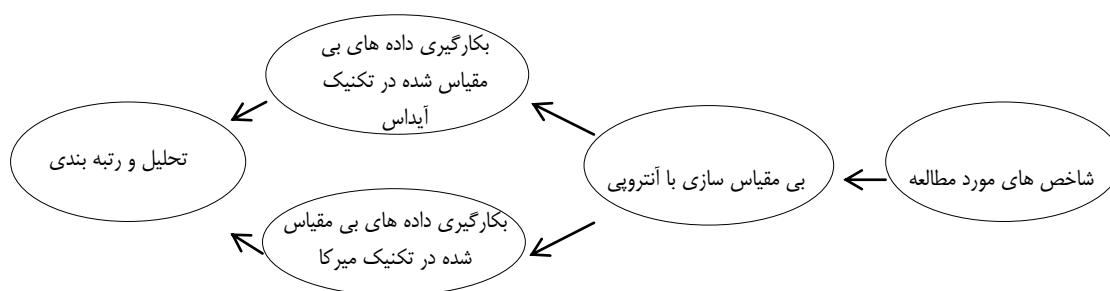 شاخص های مورد مطالعه
بی مقیاس سازی با آنتروپی
بکارگیری داده های بی
مقیاس شده در تکنیک
آیداس
بکارگیری داده های بی مقیاس
شده در تکنیک میرکا
تحلیل و رتبه بندی